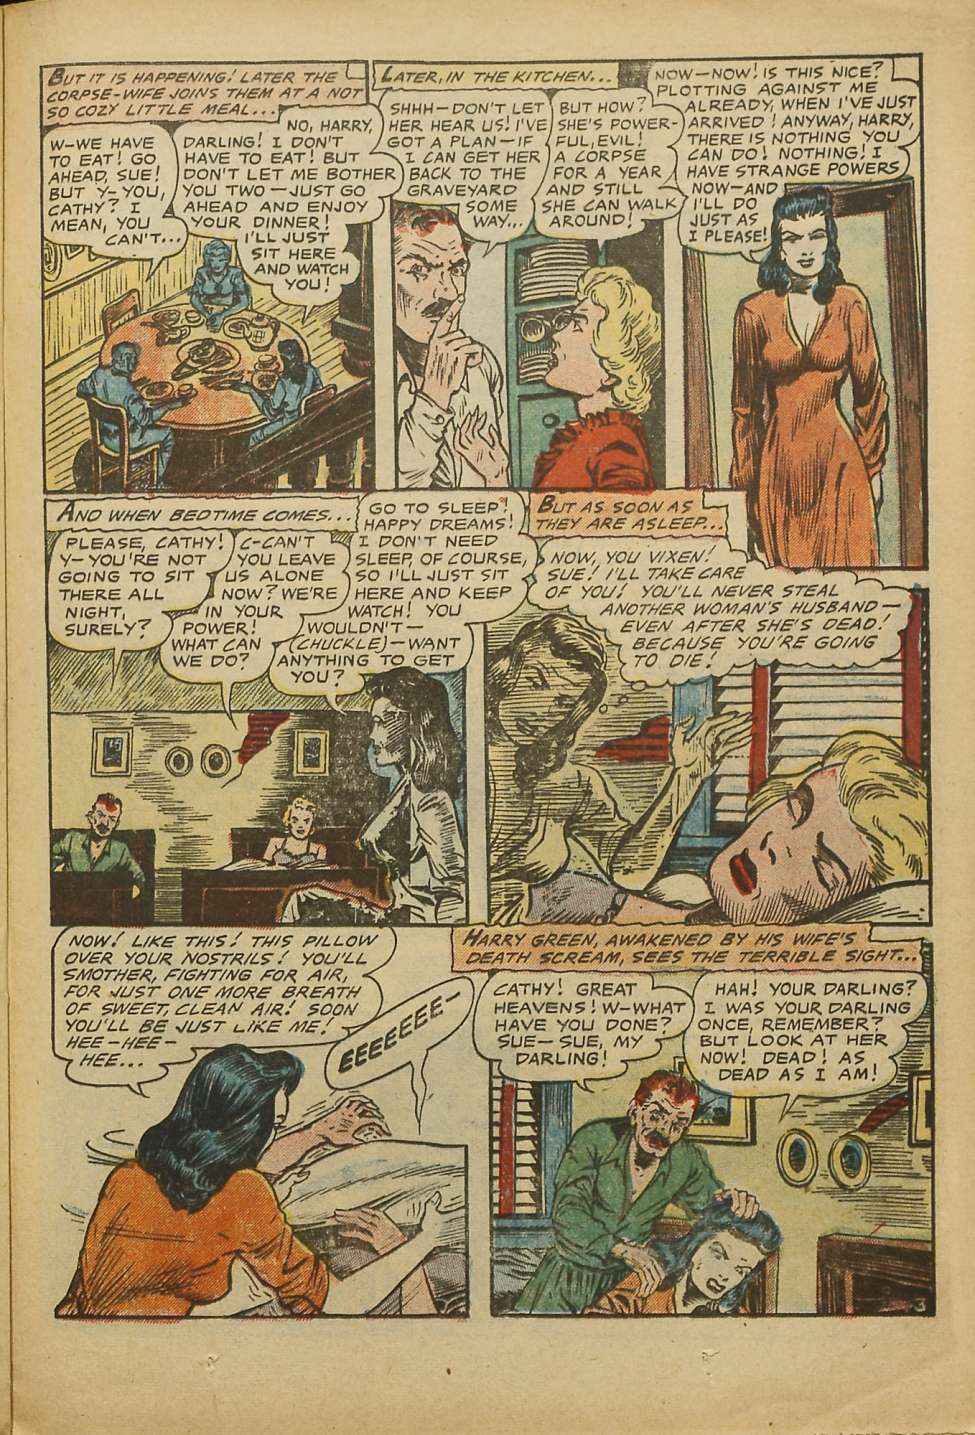 BUT IT IS HAPPENING! LATER THE
CORPSE-WIFE JOINS THEM AT A NOT
SO COZY LITTLE MEAL...
W-WE HAVE
TO EAT! GO
AHEAD, SUE!
BUT Y-YOU,
CATHY? I
MEAN, YOU
CAN'T...
NO, HARRY,
DARLING! I DON'T
HAVE TO EAT! BUT
DON'T LET ME BOTHER
YOU TWO—JUST GO
AHEAD AND ENJOY
YOUR DINNER!
I'LL JUST
SIT HERE
AND WATCH
YOU!
LATER, IN THE KITCHEN...
SHHH—DON'T LET
HER HEAR US! I'VE
GOT A PLAN—IF
I CAN GET HER
BACK TO THE
GRAVEYARD
SOME
WAY...
BUT HOW?
SHE'S POWER-
FUL, EVIL!
A CORPSE
FOR A YEAR
AND STILL
SHE CAN WALK
AROUND!
NOW—NOW! IS THIS NICE?
PLOTTING AGAINST ME
ALREADY, WHEN I'VE JUST
ARRIVED! ANYWAY, HARRY,
THERE IS NOTHING YOU
CAN DO! NOTHING! I
HAVE STRANGE POWERS
NOW—AND
I'LL DO
JUST AS
I PLEASE!
AND WHEN BEDTIME COMES...
PLEASE, CATHY!
Y-YOU'RE NOT
GOING TO SIT
THERE ALL
NIGHT,
SURELY?
C-CAN'T
YOU LEAVE
US ALONE
NOW? WE'RE
IN YOUR
POWER!
WHAT CAN
WE DO?
GO TO SLEEP!
HAPPY DREAMS!
I DON'T NEED
SLEEP, OF COURSE,
SO I'LL JUST SIT
HERE AND KEEP
WATCH! YOU
WOULDN'T—
(CHUCKLE)—WANT
ANYTHING TO GET
YOU?
BUT AS SOON AS
THEY ARE ASLEEP...
NOW, YOU VIXEN!
SUE! I'LL TAKE CARE
OF YOU! YOU'LL NEVER STEAL
ANOTHER WOMAN'S HUSBAND—
EVEN AFTER SHE'S DEAD!
BECAUSE YOU'RE GOING
TO DIE!
NOW! LIKE THIS! THIS PILLOW
OVER YOUR NOSTRILS! YOU'LL
SMOTHER, FIGHTING FOR AIR,
FOR JUST ONE MORE BREATH
OF SWEET, CLEAN AIR! SOON
YOU'LL BE JUST LIKE ME!
HEE-HEE-
HEE...
EEEEEEE-
HARRY GREEN, AWAKENED BY HIS WIFE'S
DEATH SCREAM, SEES THE TERRIBLE SIGHT...
CATHY! GREAT
HEAVENS! W-WHAT
HAVE YOU DONE?
SUE—SUE, MY
DARLING!
HAH! YOUR DARLING?
I WAS YOUR DARLING
ONCE, REMEMBER?
BUT LOOK AT HER
NOW! DEAD! AS
DEAD AS I AM!
3